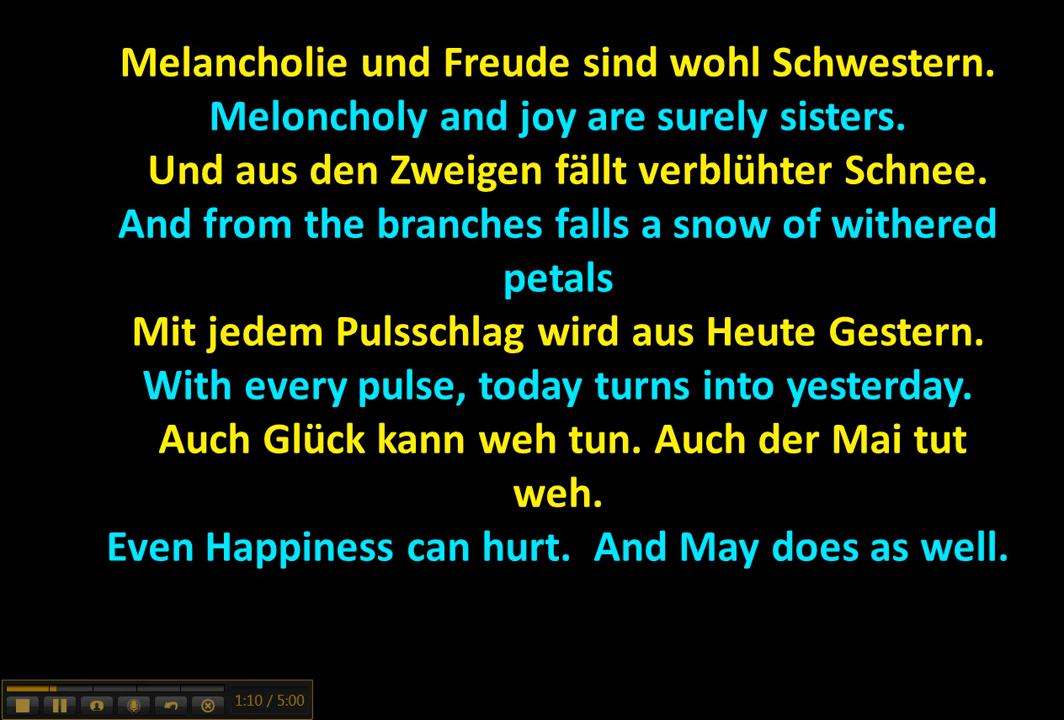 Melancholie und Freude sind wohl Schwestern.
Meloncholy and joy are surely sisters.
Und aus den Zweigen fällt verblühter Schnee.
And from the branches falls a snow of withered
petals
Mit jedem Pulsschlag wird aus Heute Gestern.
With every pulse, today turns into yesterday.
Auch Glück kann weh tun. Auch der Mai tut
weh.
Even Happiness can hurt.  And May does as well.
1:10 / 5:00